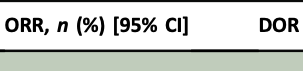 ORR, n (%) [95% CI] DOR